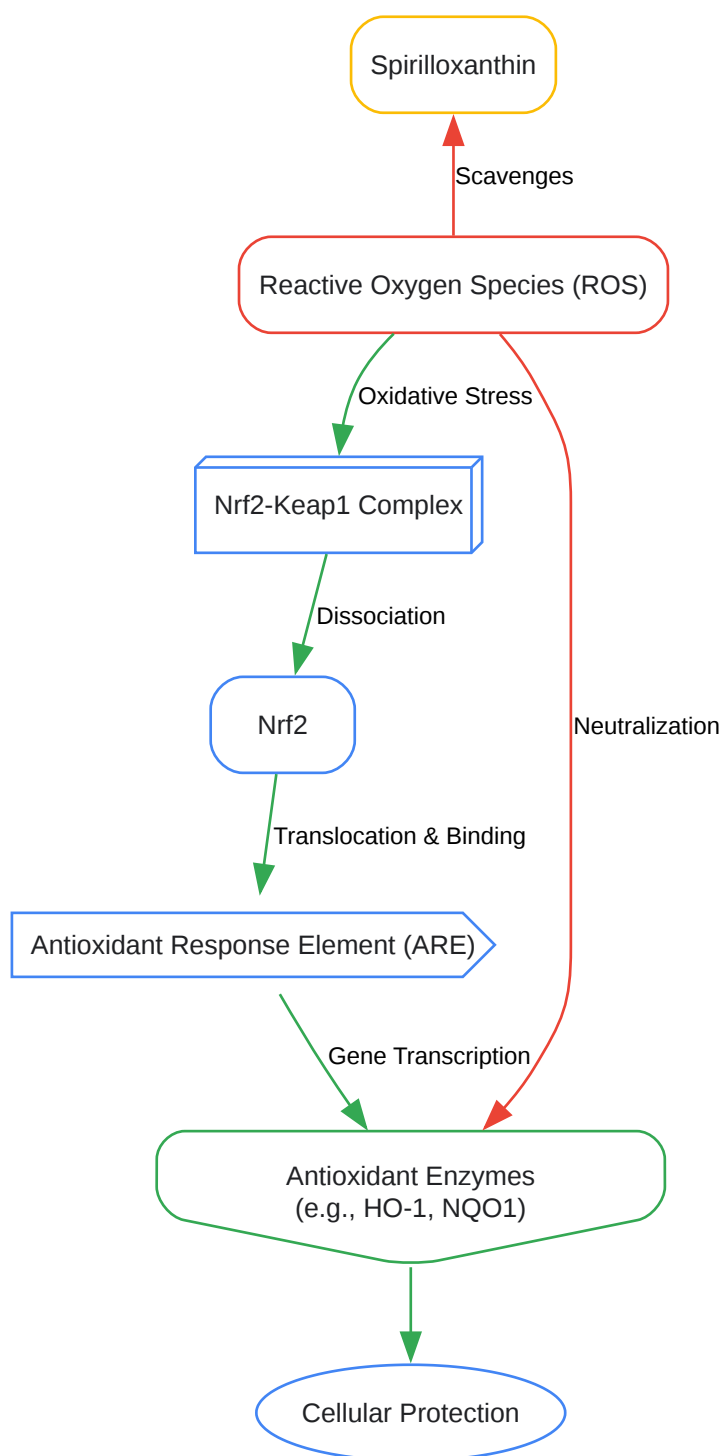 Spirilloxanthin
Scavenges
Reactive Oxygen Species (ROS)
Oxidative Stress
Nrf2-Keap1 Complex
Dissociation
Nrf2
Neutralization
Translocation & Binding
Antioxidant Response Element (ARE)
Gene Transcription
Antioxidant Enzymes
(e.g., HO-1, NQO1)
Cellular Protection